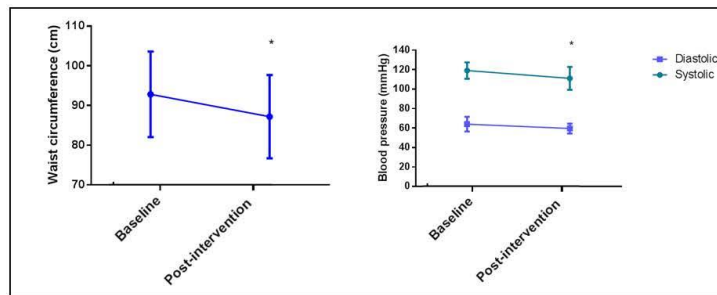 Waist circumference (cm)
110
100
90
80
70
*
Baseline
Post-intervention
Blood pressure (mmHg)
140
120
100
80
60
40
20
0
*
Baseline
Post-intervention
Diastolic
Systolic